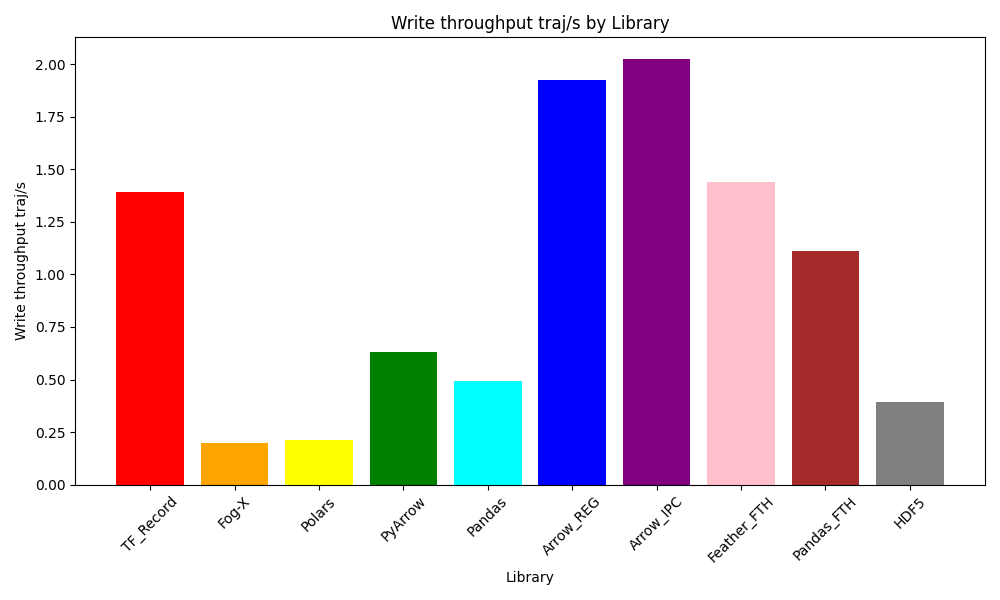 Write throughput traj/s by Library
Write throughput traj/s
2.00
1.75
1.50
1.25
1.00
0.75
0.50
0.25
0.00
TF_Record
Fog-X
Polars
PyArrow
Pandas
Arrow_REG
Arrow_IPC
Feather_FTH
Pandas_FTH
HDF5
Library